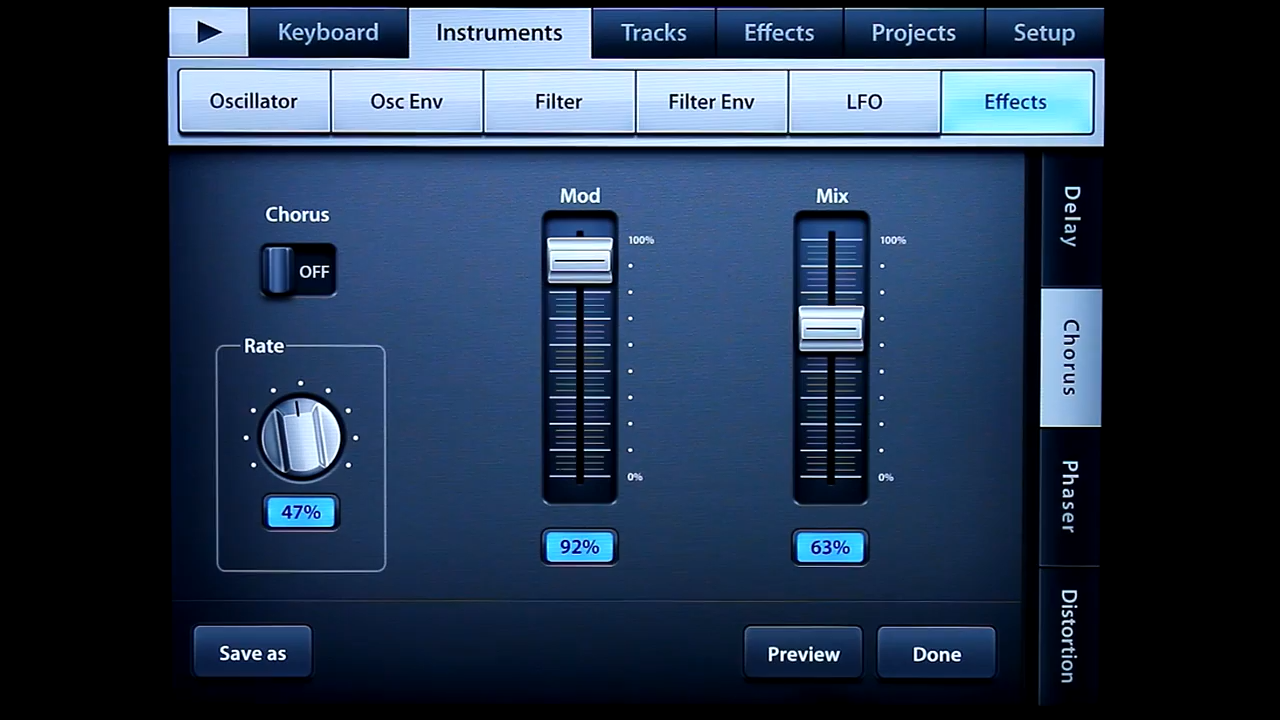 Keyboard
Instruments
Tracks
Effects
Projects
Setup
Oscillator
Osc Env
Filter
Filter Env
LFO
Effects
Chorus
OFF
Rate
47%
Mod
100%
0%
92%
Mix
100%
0%
63%
Delay
Chorus
Phaser
Distortion
Save as
Preview
Done